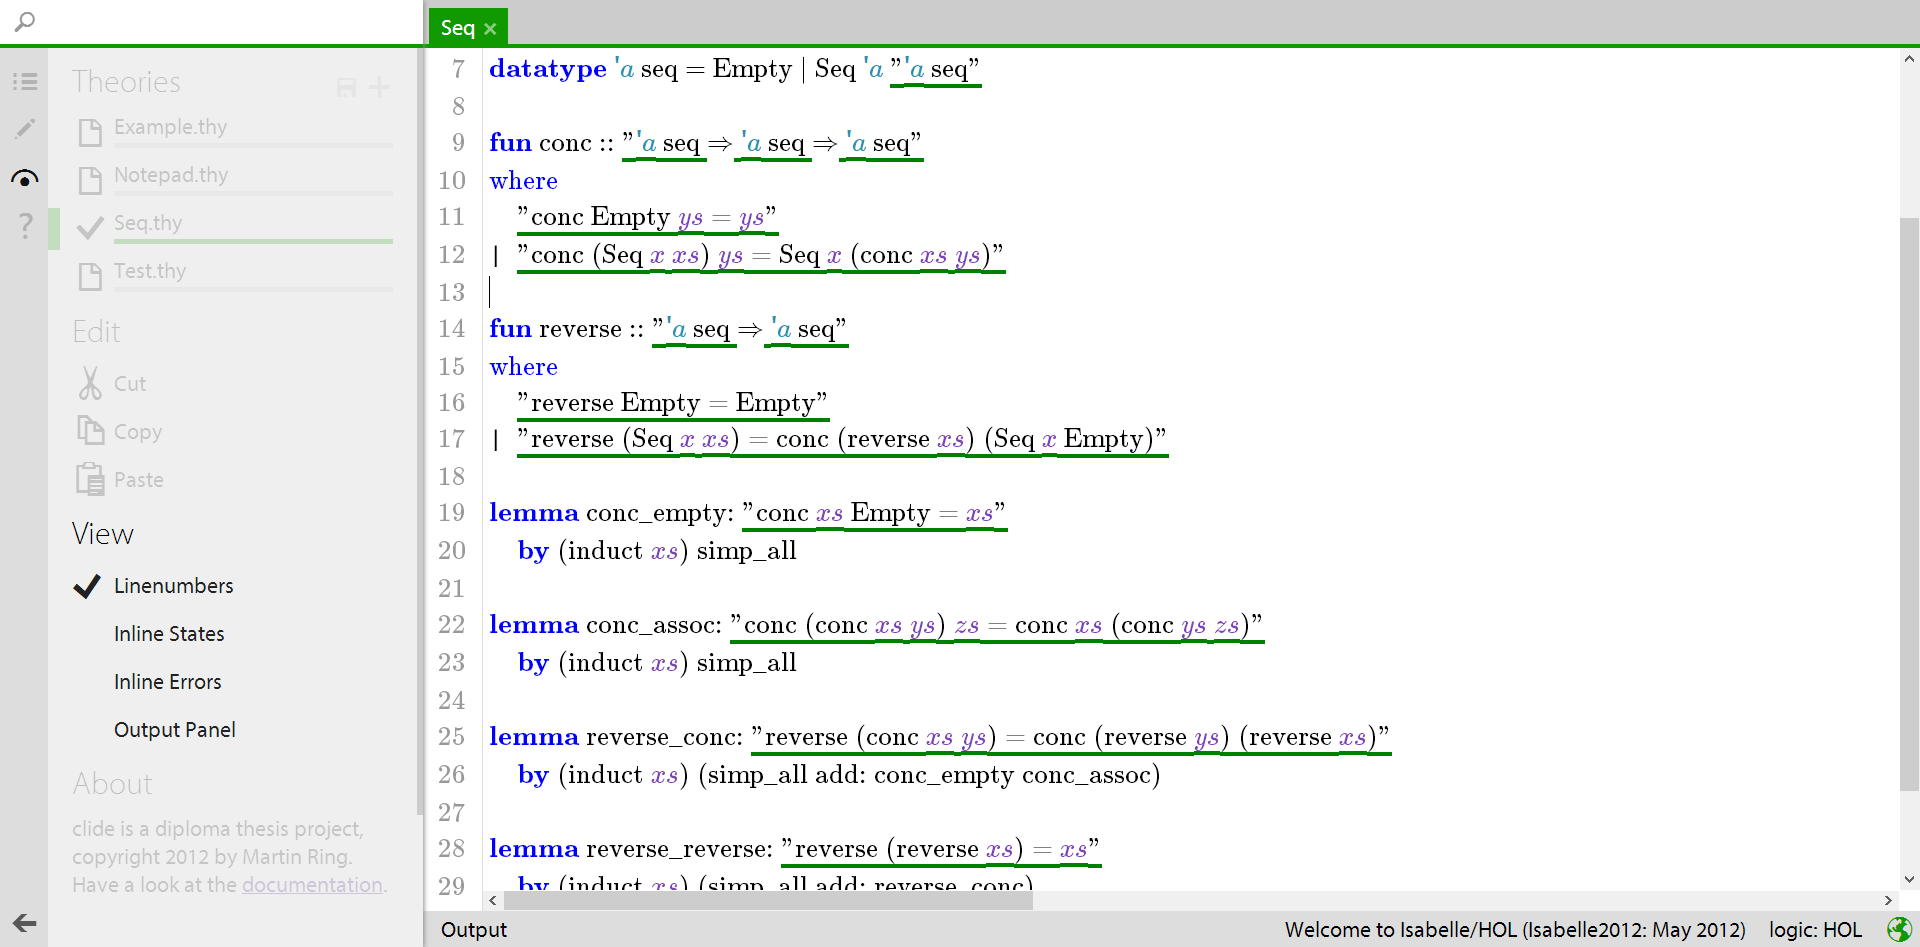 Theories
Example.thy
Notepad.thy
Seq.thy
Test.thy
Edit
Cut
Copy
Paste
View
Linenumbers
Inline States
Inline Errors
Output Panel
About
clide is a diploma thesis project,
copyright 2012 by Martin Ring.
Have a look at the documentation.
Seq ×
7 datatype 'a seq = Empty | Seq 'a "'a seq"
8
9 fun conc :: "'a seq ⇒ 'a seq ⇒ 'a seq"
10 where
11 "conc Empty ys = ys"
12 | "conc (Seq x xs) ys = Seq x (conc xs ys)"
13
14 fun reverse :: "'a seq ⇒ 'a seq"
15 where
16 "reverse Empty = Empty"
17 | "reverse (Seq x xs) = conc (reverse xs) (Seq x Empty)"
18
19 lemma conc_empty: "conc xs Empty = xs"
20 by (induct xs) simp_all
21
22 lemma conc_assoc: "conc (conc xs ys) zs = conc xs (conc ys zs)"
23 by (induct xs) simp_all
24
25 lemma reverse_conc: "reverse (conc xs ys) = conc (reverse ys) (reverse xs)"
26 by (induct xs) (simp_all add: conc_empty conc_assoc)
27
28 lemma reverse_reverse: "reverse (reverse xs) = xs"
29 by (induct xs) (simp_all add: reverse_conc)
Output
Welcome to Isabelle/HOL (Isabelle2012: May 2012) logic: HOL